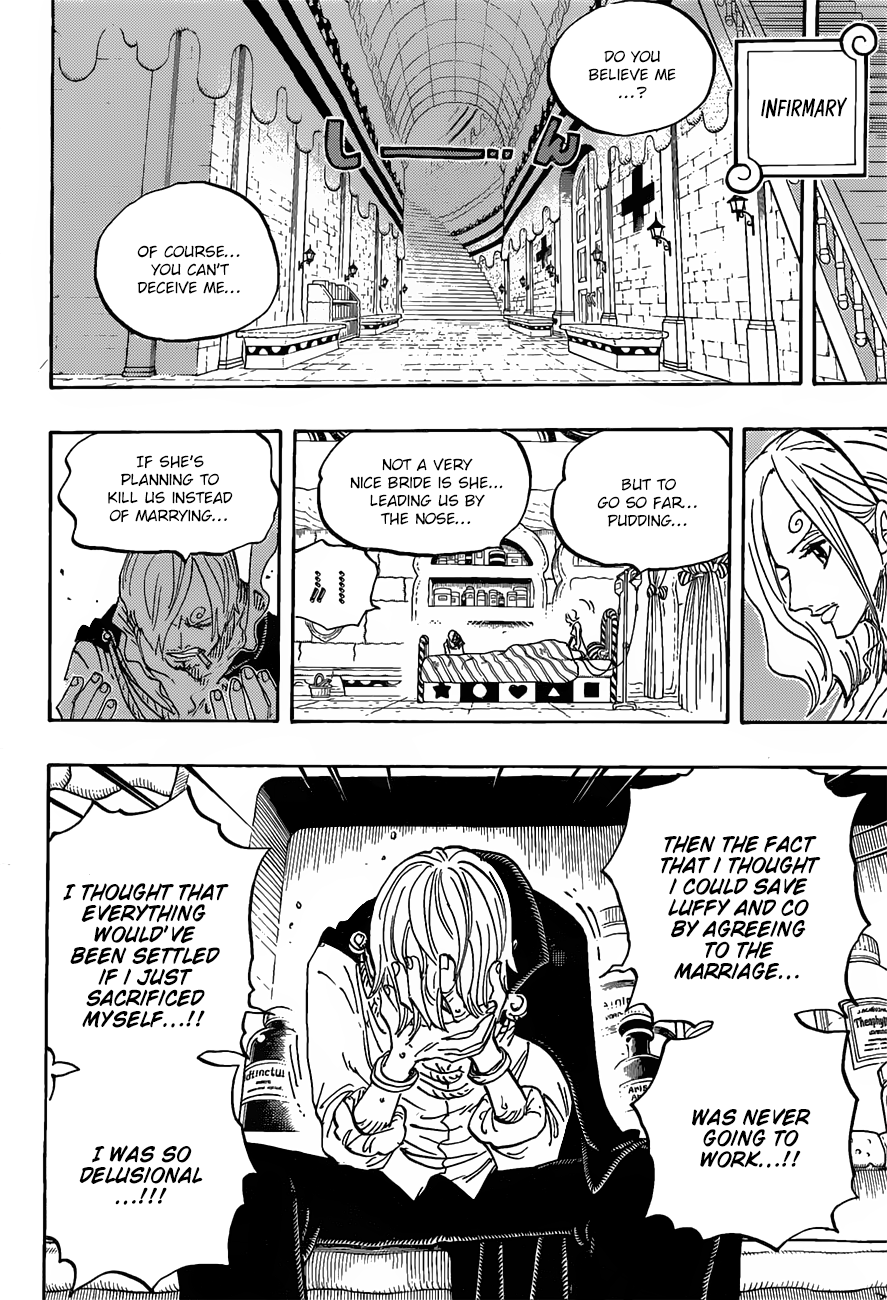 INFIRMARY
DO YOU
BELIEVE ME
...?
し
ん
OF COURSE...
YOU CAN'T
DECEIVE ME...
BUT TO
GO SO FAR...
PUDDING...
NOT A VERY
NICE BRIDE IS SHE...
LEADING US BY
THE NOSE...
IF SHE'S
PLANNING TO
KILL US INSTEAD
OF MARRYING...
THEN THE FACT
THAT I THOUGHT
I COULD SAVE
LUFFY AND CO
BY AGREEING
TO THE
MARRIAGE...
WAS NEVER
GOING TO
WORK...!!
I THOUGHT THAT
EVERYTHING
WOULD'VE
BEEN SETTLED
IF I JUST
SACRIFICED
MYSELF...!!
I WAS SO
DELUSIONAL
...!!!